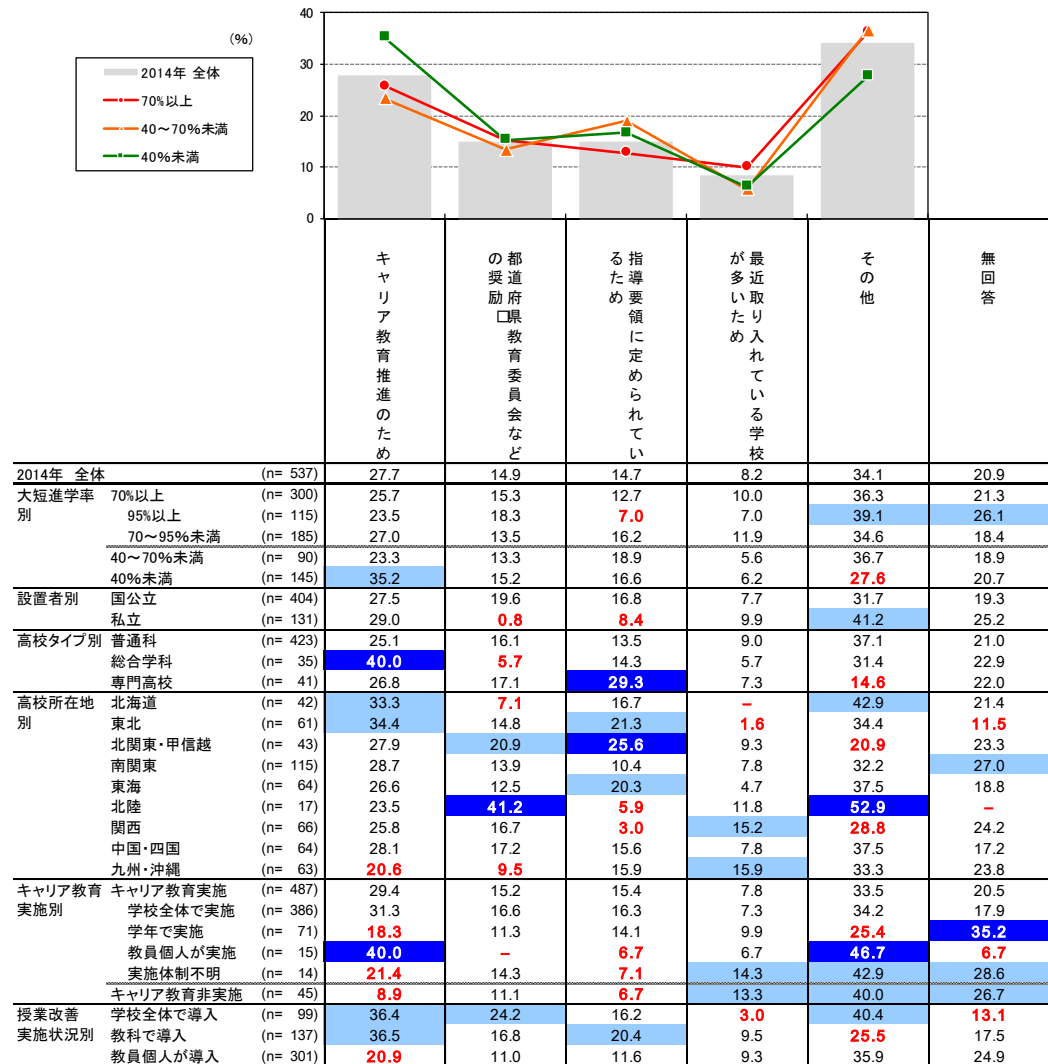 (%)
40
30
20
10
0
2014年 全体
70%以上
40～70%未満
40%未満
キャリア教育推進のため
都道府県教育委員会など
の奨励□
指導要領に定められてい
るため
最近取り入れている学校
が多いため
その他
無回答
2014年 全体 (n= 537) 27.7 14.9 14.7 8.2 34.1 20.9
大短進学率 70%以上 (n= 300) 25.7 15.3 12.7 10.0 36.3 21.3
別 95%以上 (n= 115) 23.5 18.3 7.0 7.0 39.1 26.1
70～95%未満 (n= 185) 27.0 13.5 16.2 11.9 34.6 18.4
40～70%未満 (n= 90) 23.3 13.3 18.9 5.6 36.7 18.9
40%未満 (n= 145) 35.2 15.2 16.6 6.2 27.6 20.7
設置者別 国公立 (n= 404) 27.5 19.6 16.8 7.7 31.7 19.3
私立 (n= 131) 29.0 0.8 8.4 9.9 41.2 25.2
高校タイプ別 普通科 (n= 423) 25.1 16.1 13.5 9.0 37.1 21.0
総合学科 (n= 35) 40.0 5.7 14.3 5.7 31.4 22.9
専門高校 (n= 41) 26.8 17.1 29.3 7.3 14.6 22.0
高校所在地 北海道 (n= 42) 33.3 7.1 16.7 － 42.9 21.4
別 東北 (n= 61) 34.4 14.8 21.3 1.6 34.4 11.5
北関東・甲信越 (n= 43) 27.9 20.9 25.6 9.3 20.9 23.3
南関東 (n= 115) 28.7 13.9 10.4 7.8 32.2 27.0
東海 (n= 64) 26.6 12.5 20.3 4.7 37.5 18.8
北陸 (n= 17) 23.5 41.2 5.9 11.8 52.9 －
関西 (n= 66) 25.8 16.7 3.0 15.2 28.8 24.2
中国・四国 (n= 64) 28.1 17.2 15.6 7.8 37.5 17.2
九州・沖縄 (n= 63) 20.6 9.5 15.9 15.9 33.3 23.8
キャリア教育 キャリア教育実施 (n= 487) 29.4 15.2 15.4 7.8 33.5 20.5
実施別 学校全体で実施 (n= 386) 31.3 16.6 16.3 7.3 34.2 17.9
学年で実施 (n= 71) 18.3 11.3 14.1 9.9 25.4 35.2
教員個人が実施 (n= 15) 40.0 － 6.7 6.7 46.7 6.7
実施体制不明 (n= 14) 21.4 14.3 7.1 14.3 42.9 28.6
キャリア教育非実施 (n= 45) 8.9 11.1 6.7 13.3 40.0 26.7
授業改善 学校全体で導入 (n= 99) 36.4 24.2 16.2 3.0 40.4 13.1
実施状況別 教科で導入 (n= 137) 36.5 16.8 20.4 9.5 25.5 17.5
教員個人が導入 (n= 301) 20.9 11.0 11.6 9.3 35.9 24.9